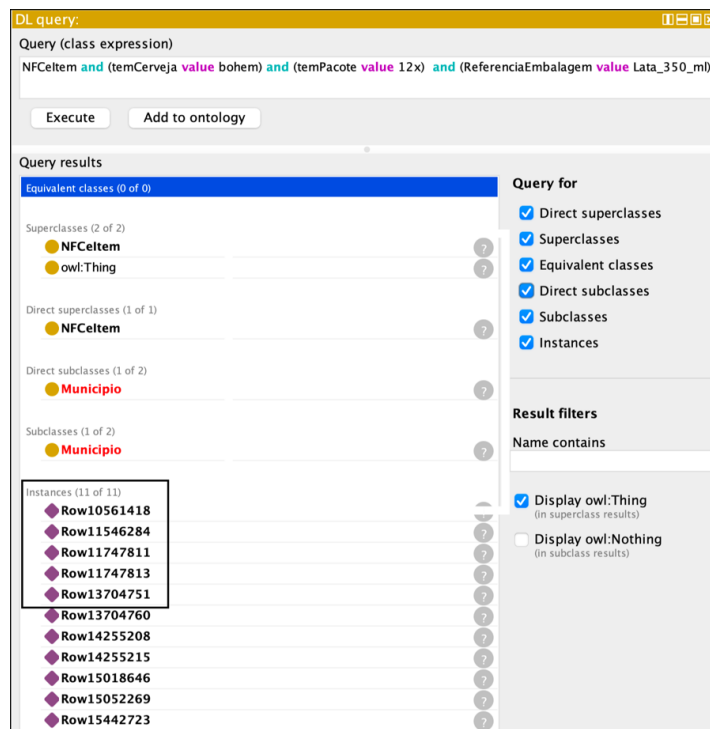 DL query:
Query (class expression)
NFCeItem and (temCerveja value bohem) and (temPacote value 12x) and (ReferenciaEmbalagem value Lata_350_ml)
Execute
Add to ontology
Query results
Equivalent classes (0 of 0)
Superclasses (2 of 2)
NFCeItem
?
owl:Thing
?
Direct superclasses (1 of 1)
NFCeItem
?
Direct subclasses (1 of 2)
Municipio
?
Subclasses (1 of 2)
Municipio
?
Instances (11 of 11)
Row10561418
Row11546284
?
Row11747811
?
Row11747813
?
Row13704751
?
Row13704760
?
Row14255208
?
Row14255215
?
Row15018646
?
Row15052269
?
Row15442723
?
Query for
Direct superclasses
Superclasses
Equivalent classes
Direct subclasses
Subclasses
Instances
Result filters
Name contains
Display owl:Thing
(in superclass results)
Display owl:Nothing
(in subclass results)